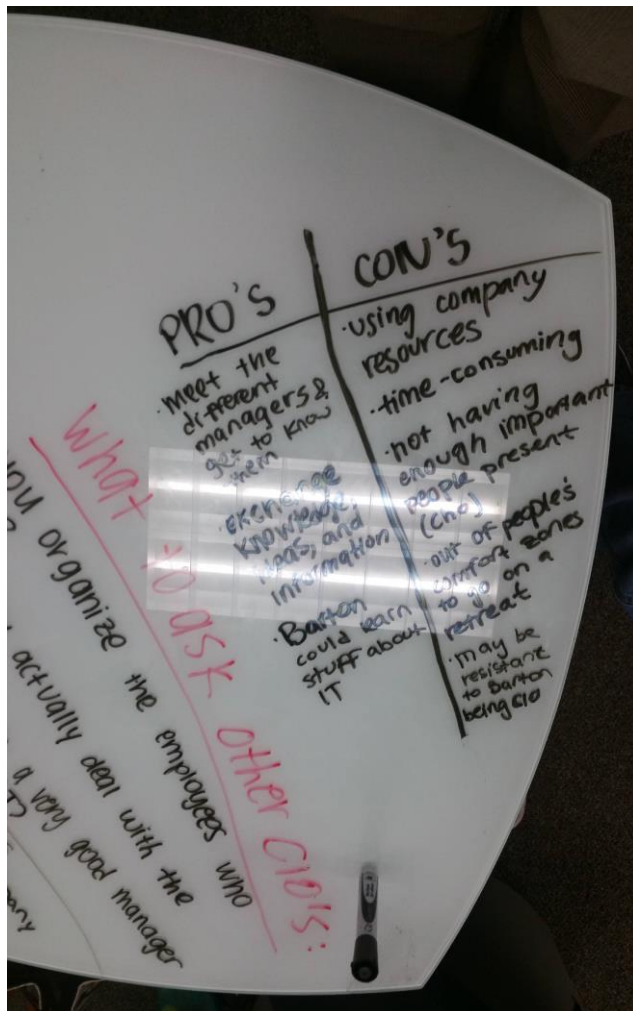 PRO'S
· Meet the
different
managers &
get to know
them
· exchange
knowledge,
ideas, and
information
· Barton
could learn
stuff about
IT
CON'S
· using company
resources
· time-consuming
· not having
enough important
people present
(CHO)
· out of people's
comfort zones
to go on a
retreat
· may be
resistant
to Barton
being CIO
What to ask other CIO's:
you organize the employees who
actually deal with the
a very good manager